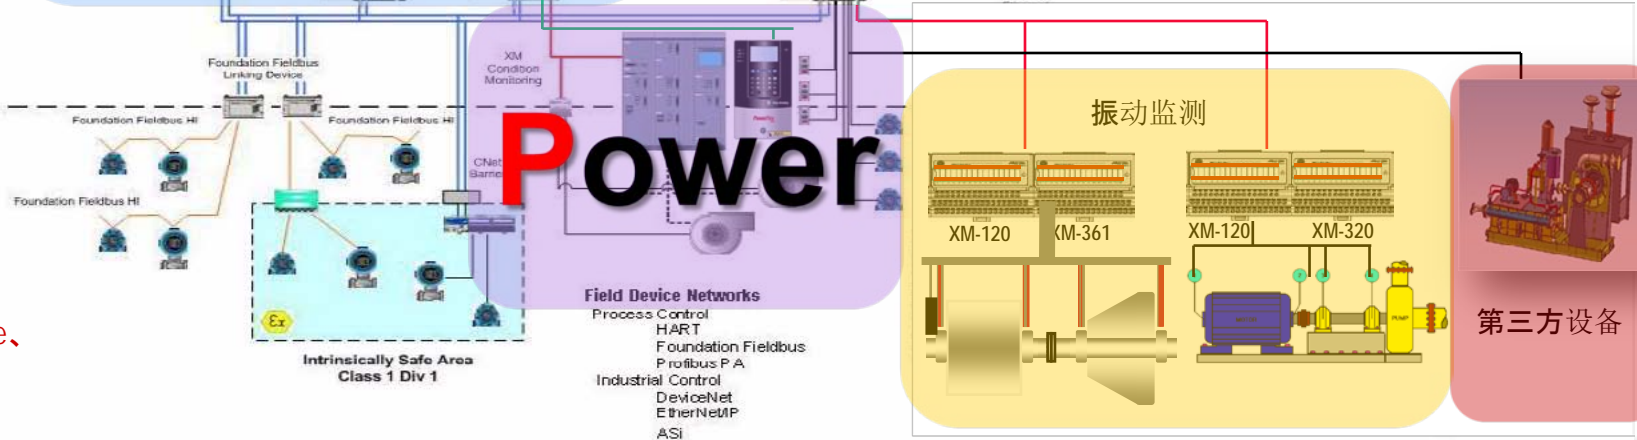 Foundation Fieldbus
Linking Device
Foundation Fieldbus HI
Foundation Fieldbus HI
Foundation Fieldbus HI
Ex
Intrinsically Safe Area
Class 1 Div 1
XM
Condition
Monitoring
CNet
Barrier
Power
Field Device Networks
Process Control
HART
Foundation Fieldbus
Profibus PA
Industrial Control
DeviceNet
EtherNet/IP
ASi
振动监测
XM-120
XM-361
XM-120
XM-320
PUMP
第三方设备
e、